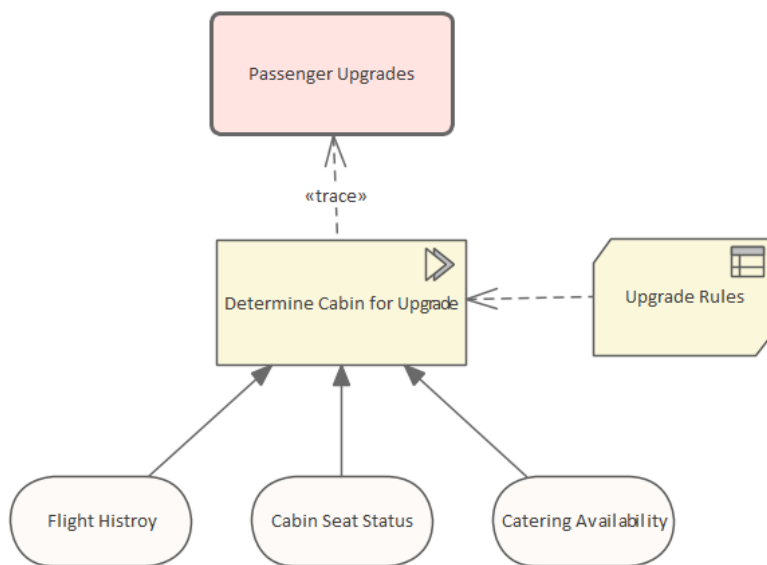 Passenger Upgrades
«trace»
Determine Cabin for Upgrade
Upgrade Rules
Flight Histroy
Cabin Seat Status
Catering Availability